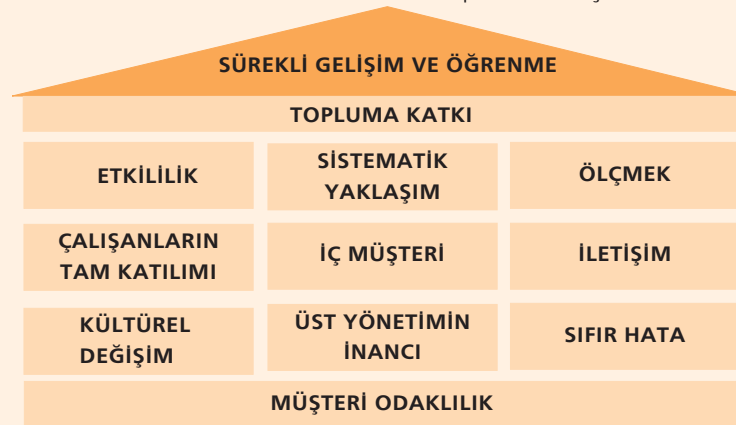 SÜREKLİ GELİŞİM VE ÖĞRENME
TOPLUMA KATKI
ETKİLİLİK
SİSTEMATİK
YAKLAŞIM
ÖLÇMEK
ÇALIŞANLARIN
TAM KATILIMI
İÇ MÜŞTERİ
İLETİŞİM
KÜLTÜREL
DEĞİŞİM
ÜST YÖNETİMİN
İNANCI
SIFIR HATA
MÜŞTERİ ODAKLILIK